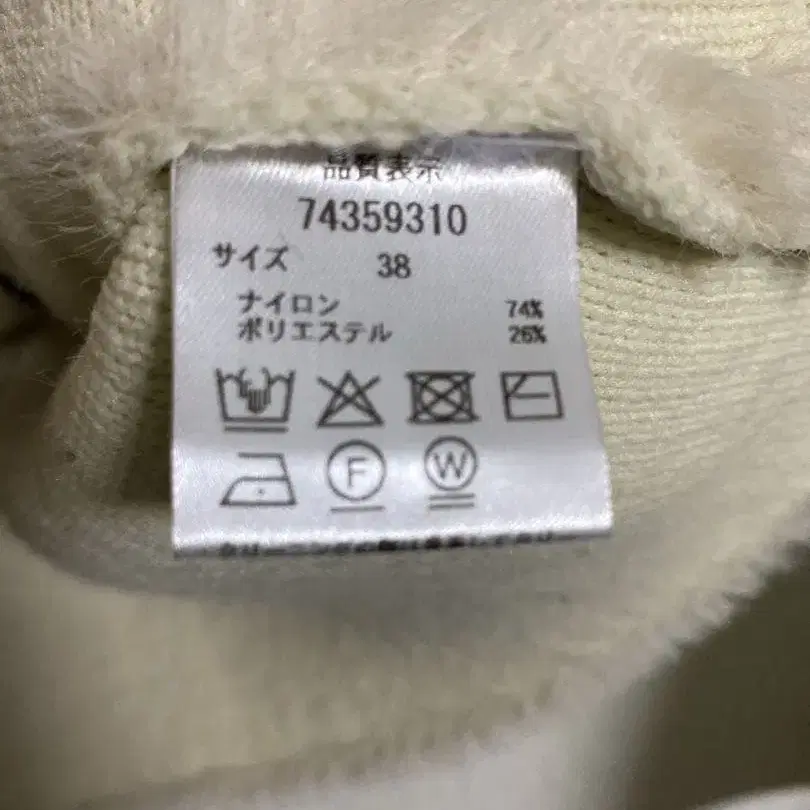 品質表示
74359310
サイズ 38
ナイロン 74%
ポリエステル 26%
F W